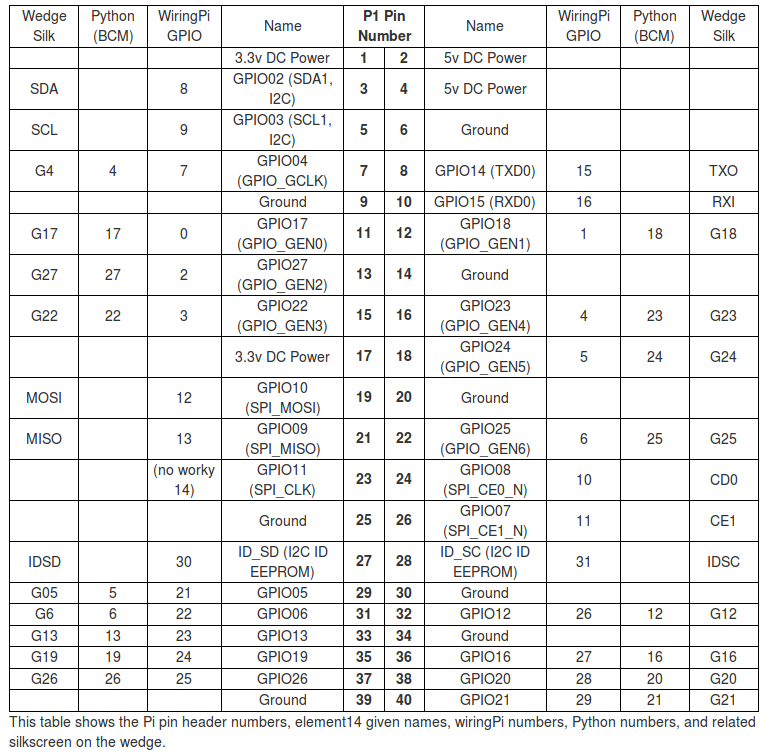 Wedge Silk Python (BCM) WiringPi GPIO Name P1 Pin Number Name WiringPi GPIO Python (BCM) Wedge Silk
3.3v DC Power 1 2 5v DC Power
SDA 8 GPIO02 (SDA1, I2C) 3 4 5v DC Power
SCL 9 GPIO03 (SCL1, I2C) 5 6 Ground
G4 4 7 GPIO04 (GPIO_GCLK) 7 8 GPIO14 (TXD0) 15 TXO
Ground 9 10 GPIO15 (RXD0) 16 RXI
G17 17 0 GPIO17 (GPIO_GEN0) 11 12 GPIO18 (GPIO_GEN1) 1 18 G18
G27 27 2 GPIO27 (GPIO_GEN2) 13 14 Ground
G22 22 3 GPIO22 (GPIO_GEN3) 15 16 GPIO23 (GPIO_GEN4) 4 23 G23
3.3v DC Power 17 18 GPIO24 (GPIO_GEN5) 5 24 G24
MOSI 12 GPIO10 (SPI_MOSI) 19 20 Ground
MISO 13 GPIO09 (SPI_MISO) 21 22 GPIO25 (GPIO_GEN6) 6 25 G25
(no worky 14) GPIO11 (SPI_CLK) 23 24 GPIO08 (SPI_CE0_N) 10 CD0
Ground 25 26 GPIO07 (SPI_CE1_N) 11 CE1
IDSD 30 ID_SD (I2C ID EEPROM) 27 28 ID_SC (I2C ID EEPROM) 31 IDSC
G05 5 21 GPIO05 29 30 Ground
G6 6 22 GPIO06 31 32 GPIO12 26 12 G12
G13 13 23 GPIO13 33 34 Ground
G19 19 24 GPIO19 35 36 GPIO16 27 16 G16
G26 26 25 GPIO26 37 38 GPIO20 28 20 G20
Ground 39 40 GPIO21 29 21 G21
This table shows the Pi pin header numbers, element14 given names, wiringPi numbers, Python numbers, and related
silkscreen on the wedge.